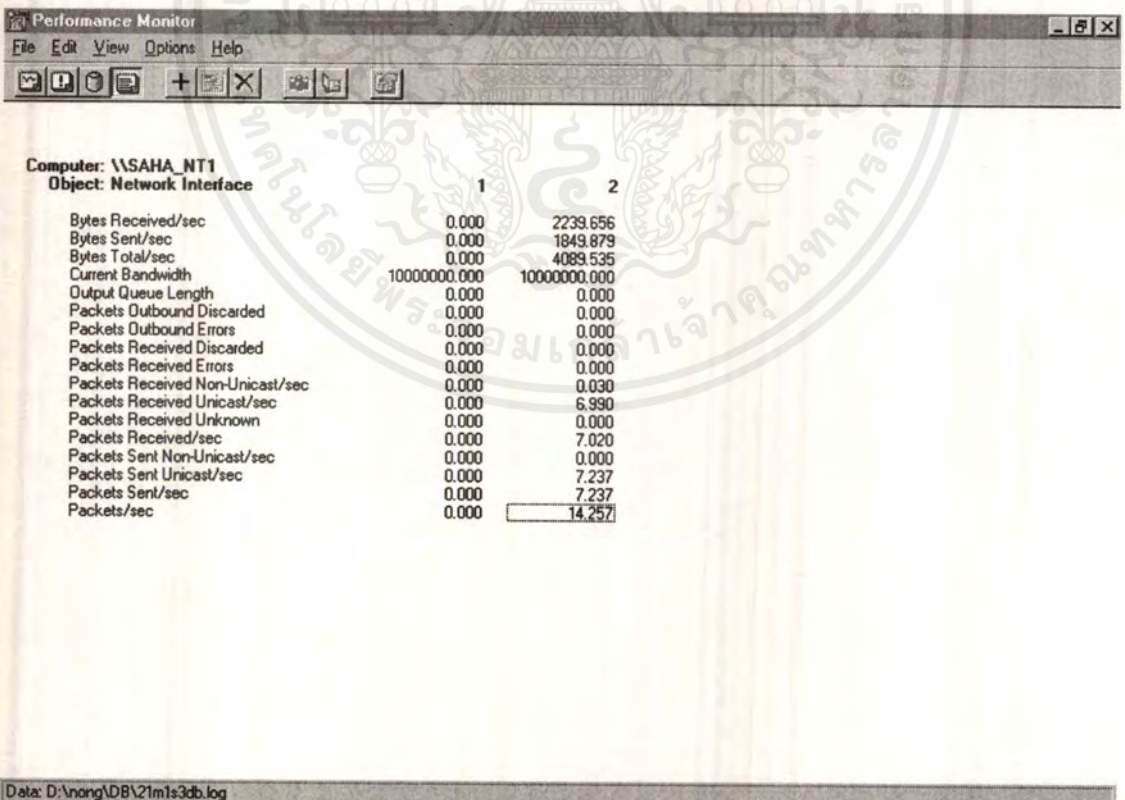 Performance Monitor
File Edit View Options Help
Computer: \\SAHA_NT1
Object: Network Interface 1 2
Bytes Received/sec 0.000 2239.656
Bytes Sent/sec 0.000 1849.879
Bytes Total/sec 0.000 4089.535
Current Bandwidth 10000000.000 10000000.000
Output Queue Length 0.000 0.000
Packets Outbound Discarded 0.000 0.000
Packets Outbound Errors 0.000 0.000
Packets Received Discarded 0.000 0.000
Packets Received Errors 0.000 0.000
Packets Received Non-Unicast/sec 0.000 0.030
Packets Received Unicast/sec 0.000 6.990
Packets Received Unknown 0.000 0.000
Packets Received/sec 0.000 7.020
Packets Sent Non-Unicast/sec 0.000 0.000
Packets Sent Unicast/sec 0.000 7.237
Packets Sent/sec 0.000 7.237
Packets/sec 0.000 14.257
Data: D:\nong\DB\21m1s3db.log